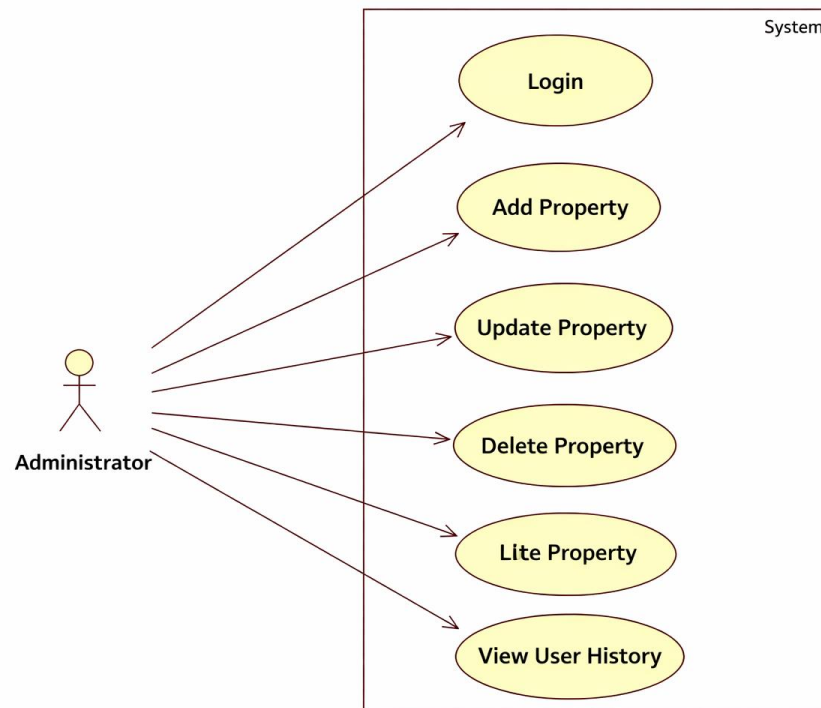 System
Login
Add Property
Update Property
Administrator
Delete Property
Lite Property
View User History